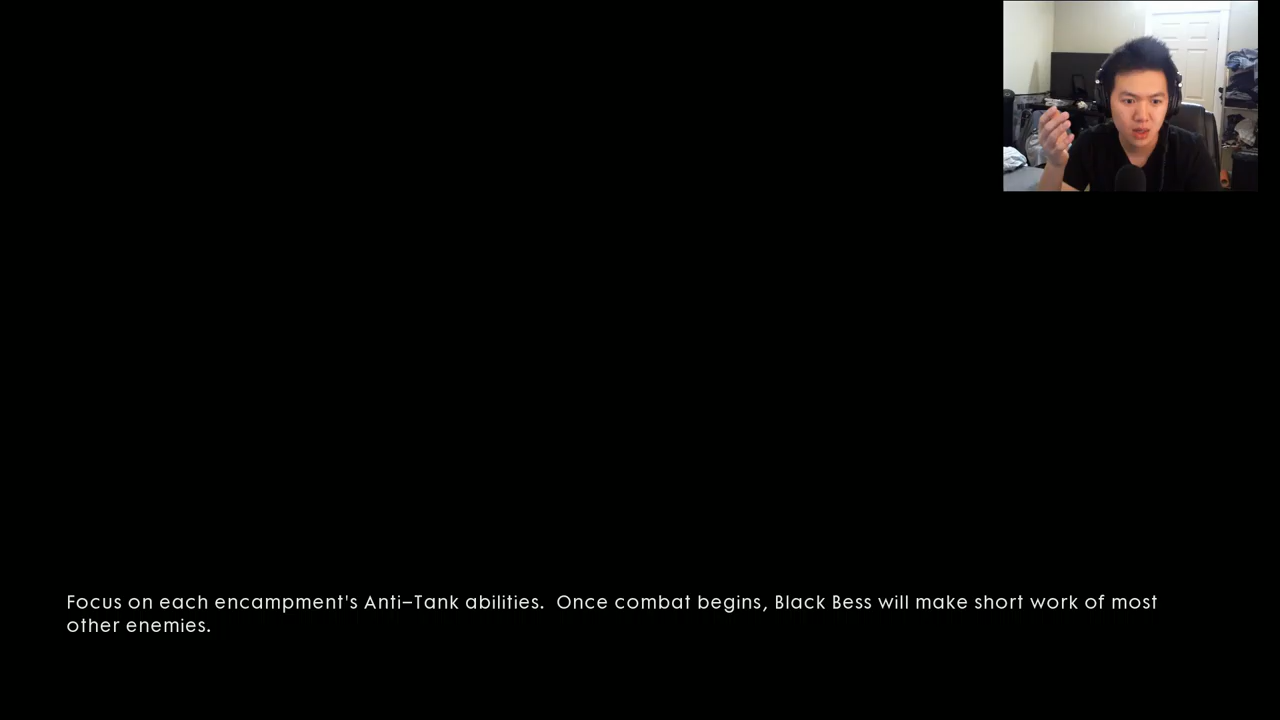 Focus on each encampment's Anti-Tank abilities.  Once combat begins, Black Bess will make short work of most
other enemies.